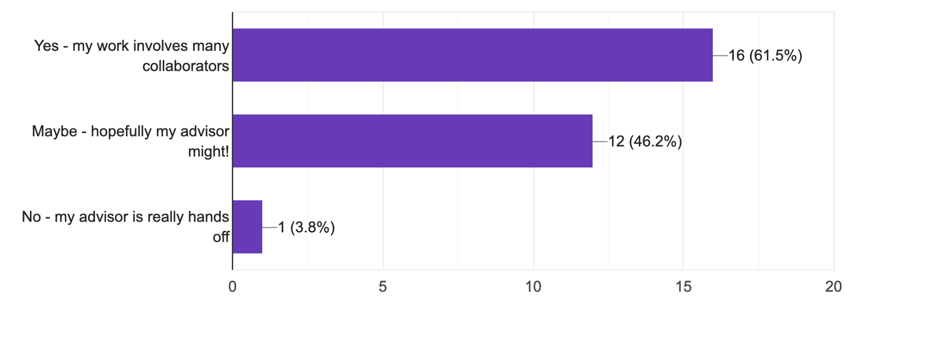 Yes - my work involves many
collaborators
16 (61.5%)
Maybe - hopefully my advisor
might!
12 (46.2%)
No - my advisor is really hands
off
1 (3.8%)
0 5 10 15 20